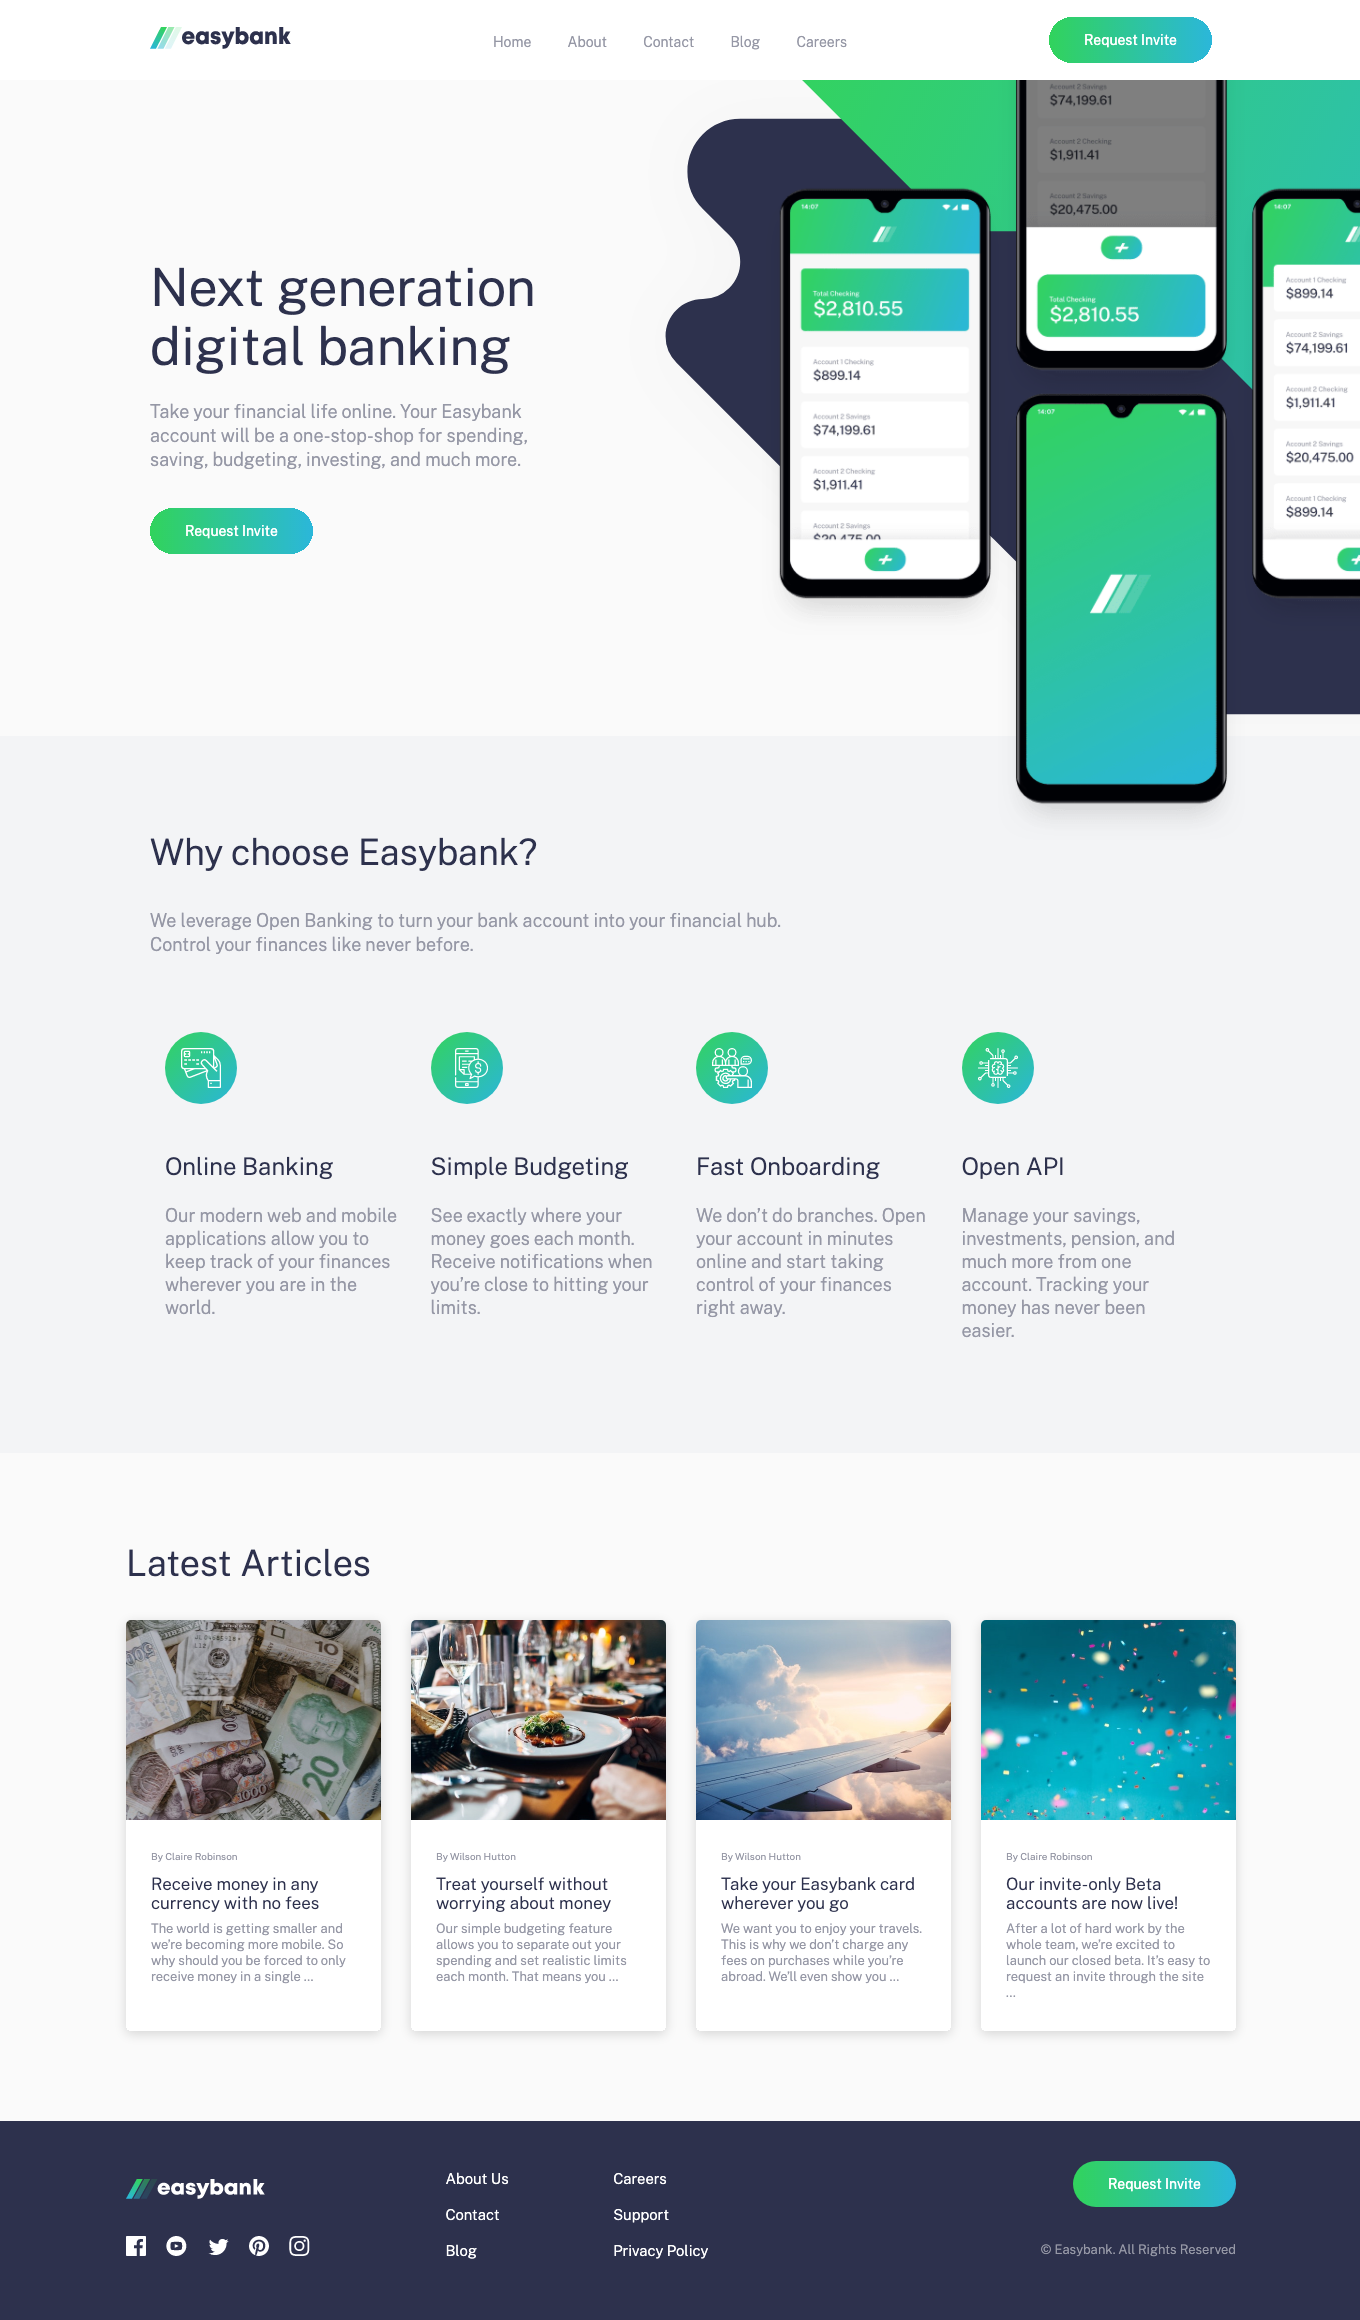 easybank
Home About Contact Blog Careers
Request Invite
Next generation
digital banking
Take your financial life online. Your Easybank
account will be a one-stop-shop for spending,
saving, budgeting, investing, and much more.
Request Invite
14:07
Total Checking
$2,810.55
Account 1 Checking
$899.14
Account 2 Savings
$74,199.61
Account 2 Checking
$1,911.41
Account 2 Savings
$20,475.00
Account 2 Savings
$74,199.61
Account 2 Checking
$1,911.41
Account 2 Savings
$20,475.00
Total Checking
$2,810.55
14:07
14:07
Account 1 Checking
$899.14
Account 2 Savings
$74,199.61
Account 2 Checking
$1,911.41
Account 2 Savings
$20,475.00
Account 1 Checking
$899.14
Why choose Easybank?
We leverage Open Banking to turn your bank account into your financial hub.
Control your finances like never before.
Online Banking
Our modern web and mobile
applications allow you to
keep track of your finances
wherever you are in the
world.
Simple Budgeting
See exactly where your
money goes each month.
Receive notifications when
you’re close to hitting your
limits.
Fast Onboarding
We don’t do branches. Open
your account in minutes
online and start taking
control of your finances
right away.
Open API
Manage your savings,
investments, pension, and
much more from one
account. Tracking your
money has never been
easier.
Latest Articles
10
20
1000
By Claire Robinson
Receive money in any
currency with no fees
The world is getting smaller and
we’re becoming more mobile. So
why should you be forced to only
receive money in a single ...
By Wilson Hutton
Treat yourself without
worrying about money
Our simple budgeting feature
allows you to separate out your
spending and set realistic limits
each month. That means you ...
By Wilson Hutton
Take your Easybank card
wherever you go
We want you to enjoy your travels.
This is why we don’t charge any
fees on purchases while you’re
abroad. We’ll even show you ...
By Claire Robinson
Our invite-only Beta
accounts are now live!
After a lot of hard work by the
whole team, we’re excited to
launch our closed beta. It’s easy to
request an invite through the site
...
easybank
About Us
Contact
Blog
Careers
Support
Privacy Policy
Request Invite
© Easybank. All Rights Reserved